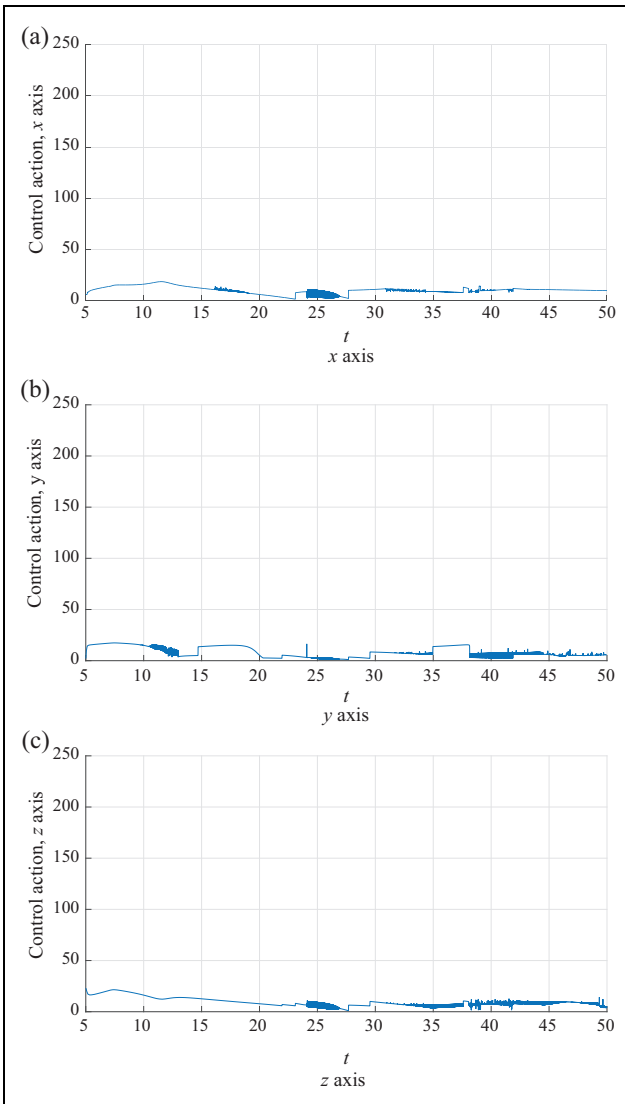 (a)
250
200
150
100
50
0
Control action, x axis
5 10 15 20 25 30 35 40 45 50
t
x axis
(b)
250
200
150
100
50
0
Control action, y axis
5 10 15 20 25 30 35 40 45 50
t
y axis
(c)
250
200
150
100
50
0
Control action, z axis
5 10 15 20 25 30 35 40 45 50
t
z axis